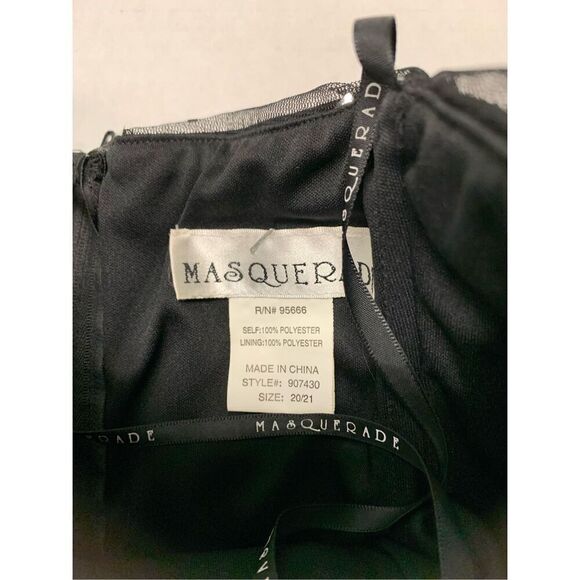 MASQUERADE
MASQUERADE
R/N# 95666
SELF:100% POLYESTER
LINING:100% POLYESTER
MADE IN CHINA
STYLE#: 907430
SIZE: 20/21
MASQUERADE